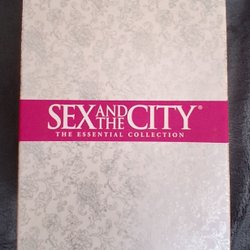 SEX AND THE CITY®
THE ESSENTIAL COLLECTION